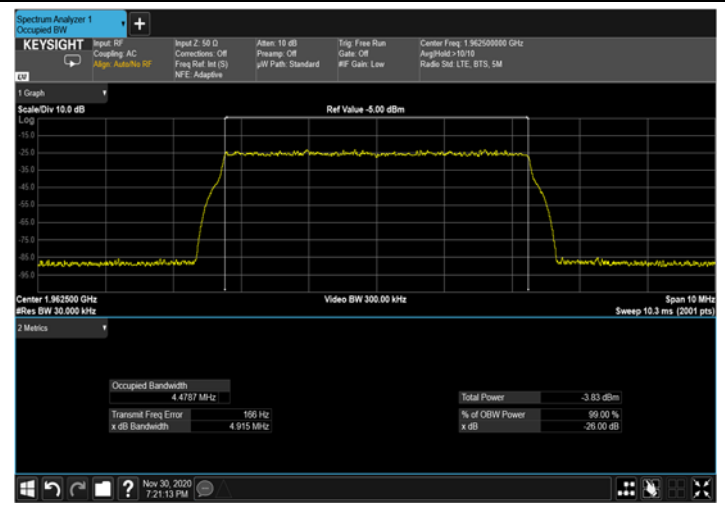 Spectrum Analyzer 1
Occupied BW
+
KEYSIGHT
Input: RF
Coupling: AC
Align: Auto/No RF
Input Z: 50 Ω
Corrections: Off
Freq Ref: Int (S)
NFE: Adaptive
Atten: 10 dB
Preamp: Off
µW Path: Standard
Trig: Free Run
Gate: Off
#IF Gain: Low
Center Freq: 1.962500000 GHz
Avg|Hold:>10/10
Radio Std: LTE, BTS, 5M
1 Graph
Scale/Div 10.0 dB
Ref Value -5.00 dBm
Log
-15.0
-25.0
-35.0
-45.0
-55.0
-65.0
-75.0
-85.0
-95.0
Center 1.962500 GHz
Video BW 300.00 kHz
Span 10 MHz
#Res BW 30.000 kHz
Sweep 10.3 ms (2001 pts)
2 Metrics
Occupied Bandwidth
4.4787 MHz
Total Power -3.83 dBm
Transmit Freq Error 166 Hz
% of OBW Power 99.00 %
x dB Bandwidth 4.915 MHz
x dB -26.00 dB
?
Nov 30, 2020
7:21:13 PM